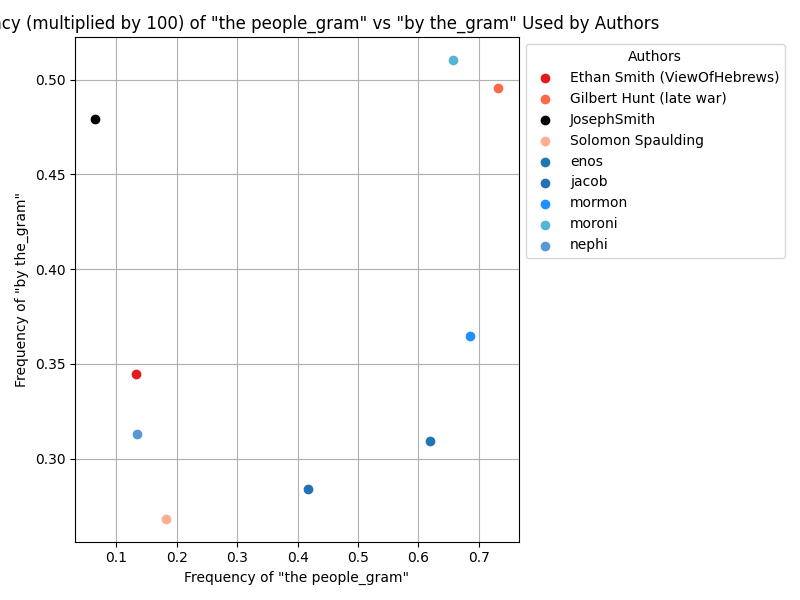 cy (multiplied by 100) of "the people_gram" vs "by the_gram" Used by Authors
Authors
Ethan Smith (ViewOfHebrews)
Gilbert Hunt (late war)
JosephSmith
Solomon Spaulding
enos
jacob
mormon
moroni
nephi
Frequency of "by the_gram"
0.50
0.45
0.40
0.35
0.30
0.1 0.2 0.3 0.4 0.5 0.6 0.7
Frequency of "the people_gram"